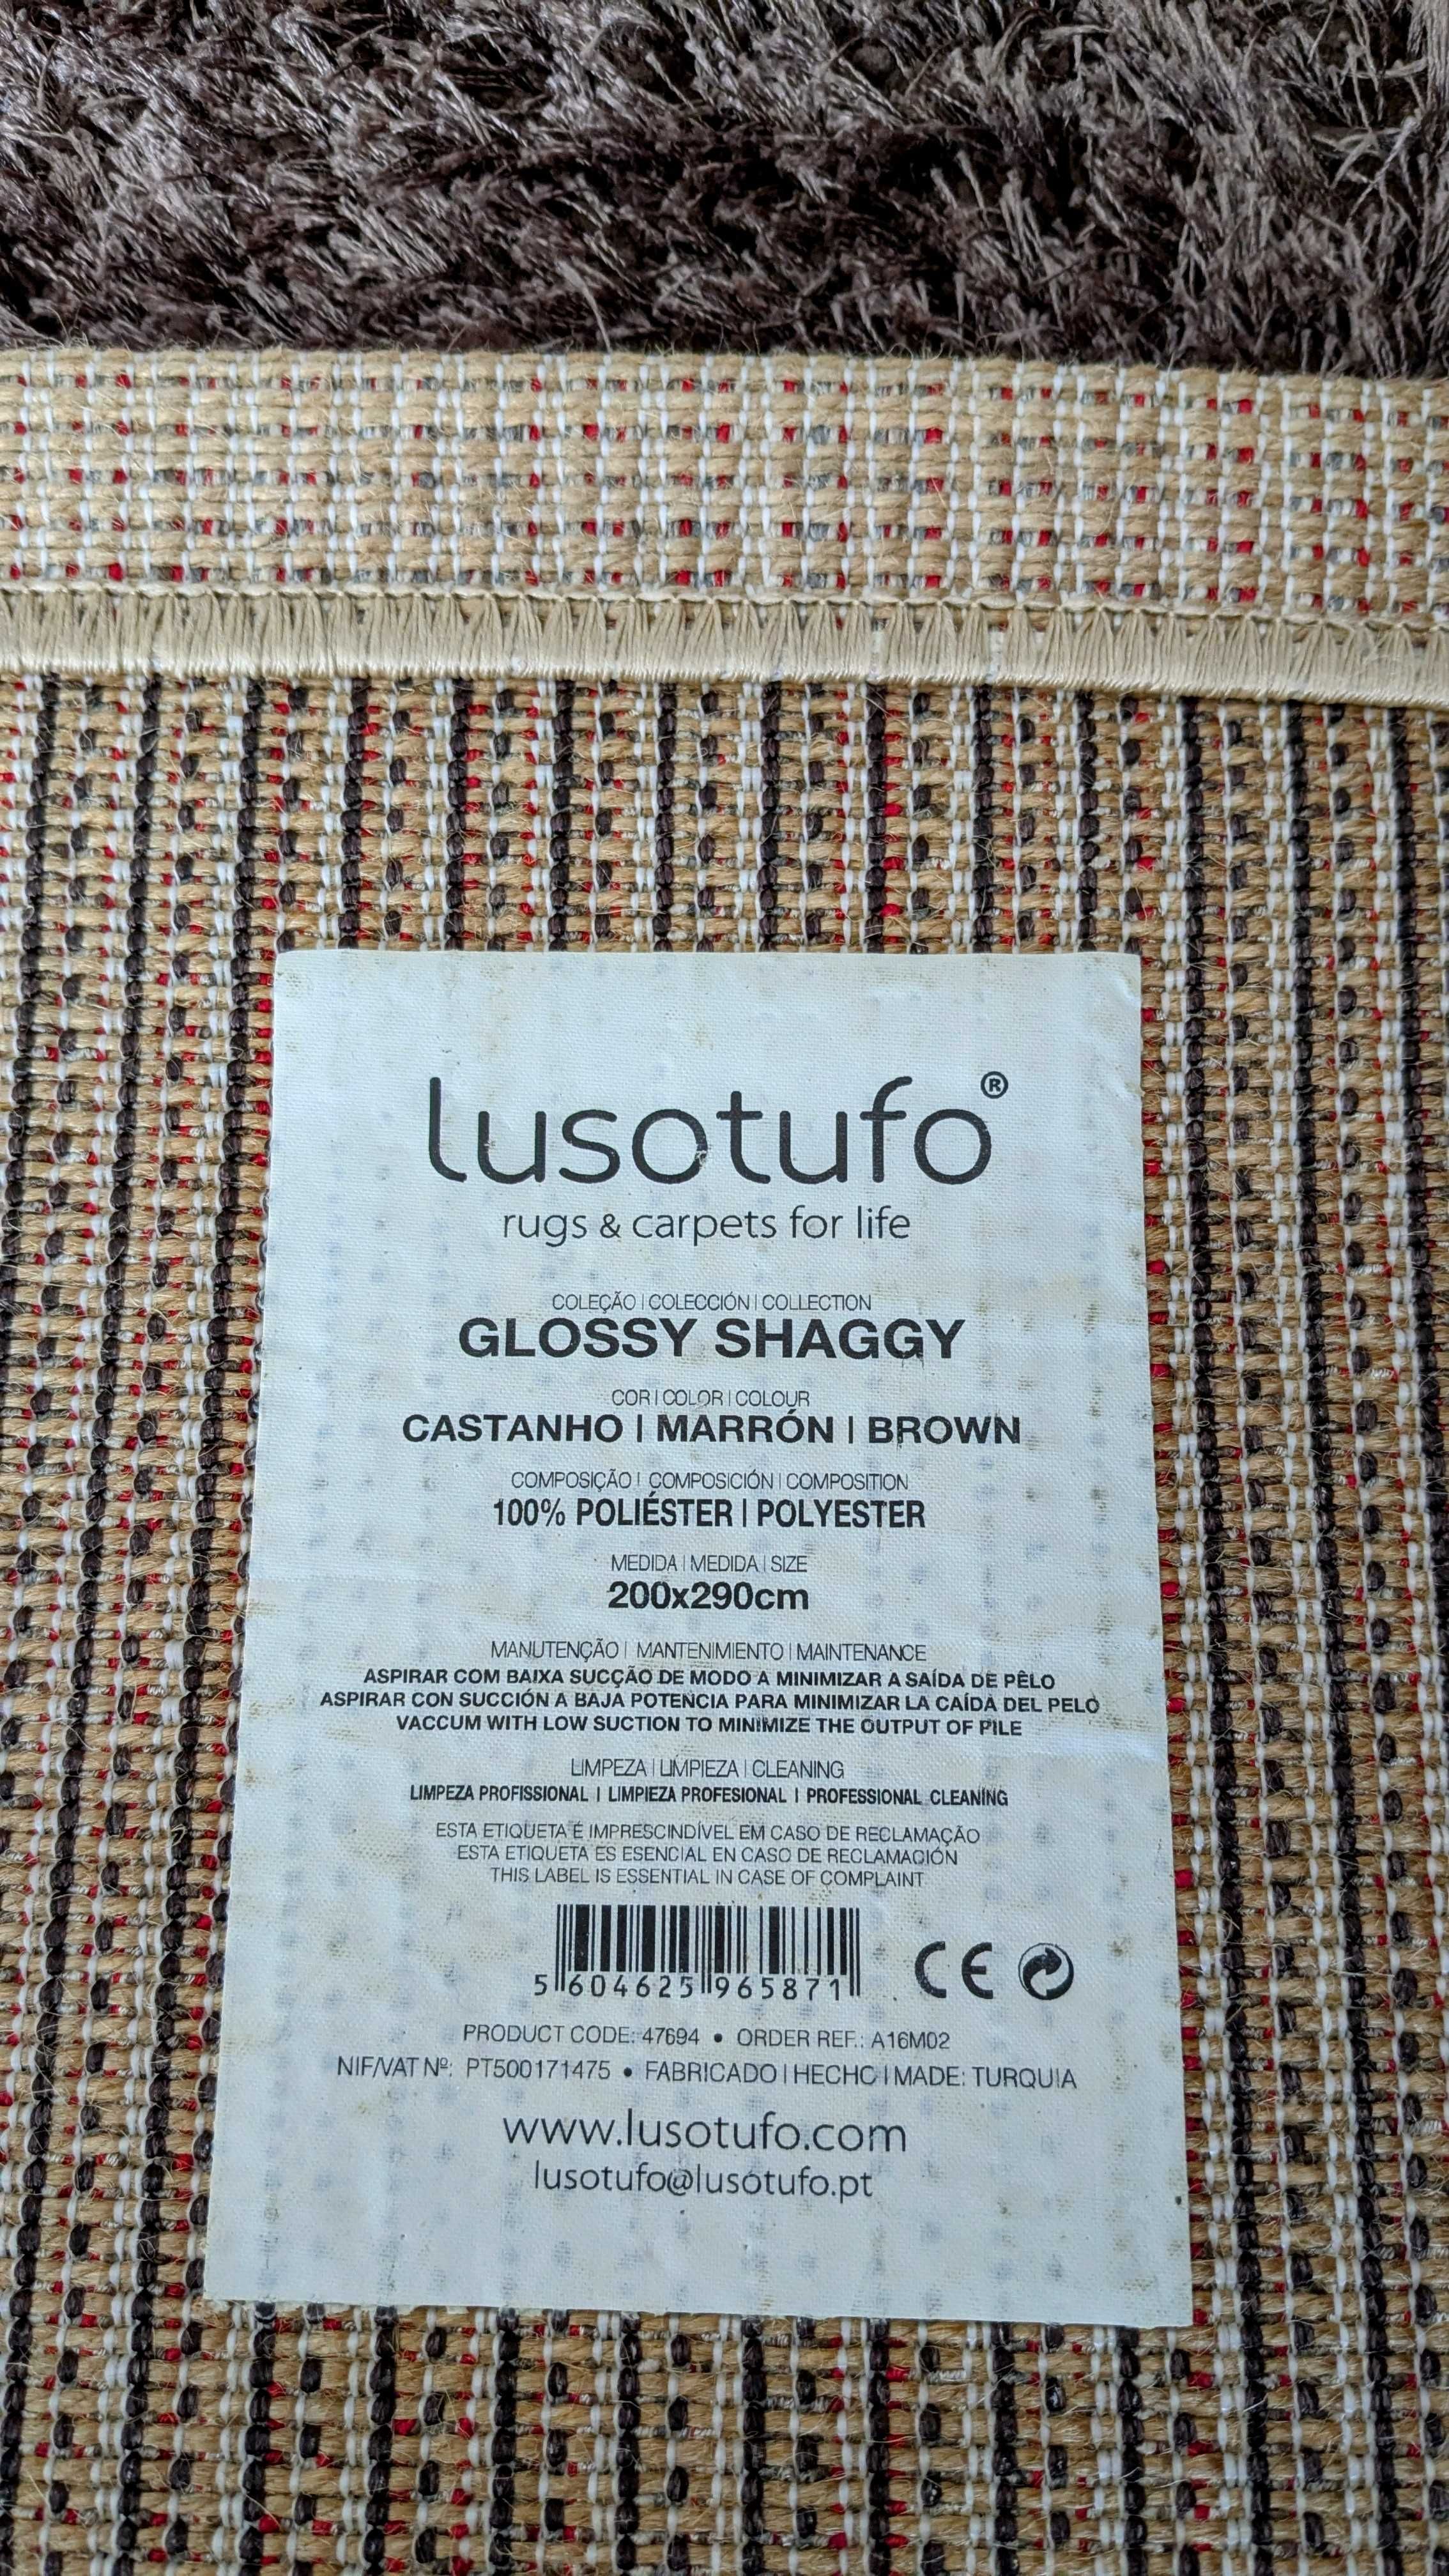 lusotufo®
rugs & carpets for life
COLEÇÃO | COLECCIÓN | COLLECTION
GLOSSY SHAGGY
COR | COLOR | COLOUR
CASTANHO | MARRÓN | BROWN
COMPOSIÇÃO | COMPOSICIÓN | COMPOSITION
100% POLIÉSTER | POLYESTER
MEDIDA | MEDIDA | SIZE
200x290cm
MANUTENÇÃO | MANTENIMIENTO | MAINTENANCE
ASPIRAR COM BAIXA SUCÇÃO DE MODO A MINIMIZAR A SAÍDA DE PÊLO
ASPIRAR CON SUCCIÓN A BAJA POTENCIA PARA MINIMIZAR LA CAÍDA DEL PELO
VACCUM WITH LOW SUCTION TO MINIMIZE THE OUTPUT OF PILE
LIMPEZA | LIMPIEZA | CLEANING
LIMPEZA PROFISSIONAL | LIMPIEZA PROFESIONAL | PROFESSIONAL CLEANING
ESTA ETIQUETA É IMPRESCINDÍVEL EM CASO DE RECLAMAÇÃO
ESTA ETIQUETA ES ESENCIAL EN CASO DE RECLAMACIÓN
THIS LABEL IS ESSENTIAL IN CASE OF COMPLAINT
5 604625 965871
CE
PRODUCT CODE: 47694 • ORDER REF.: A16M02
NIF/VAT Nº: PT500171475 • FABRICADO | HECHO | MADE: TURQUIA
www.lusotufo.com
lusotufo@lusotufo.pt